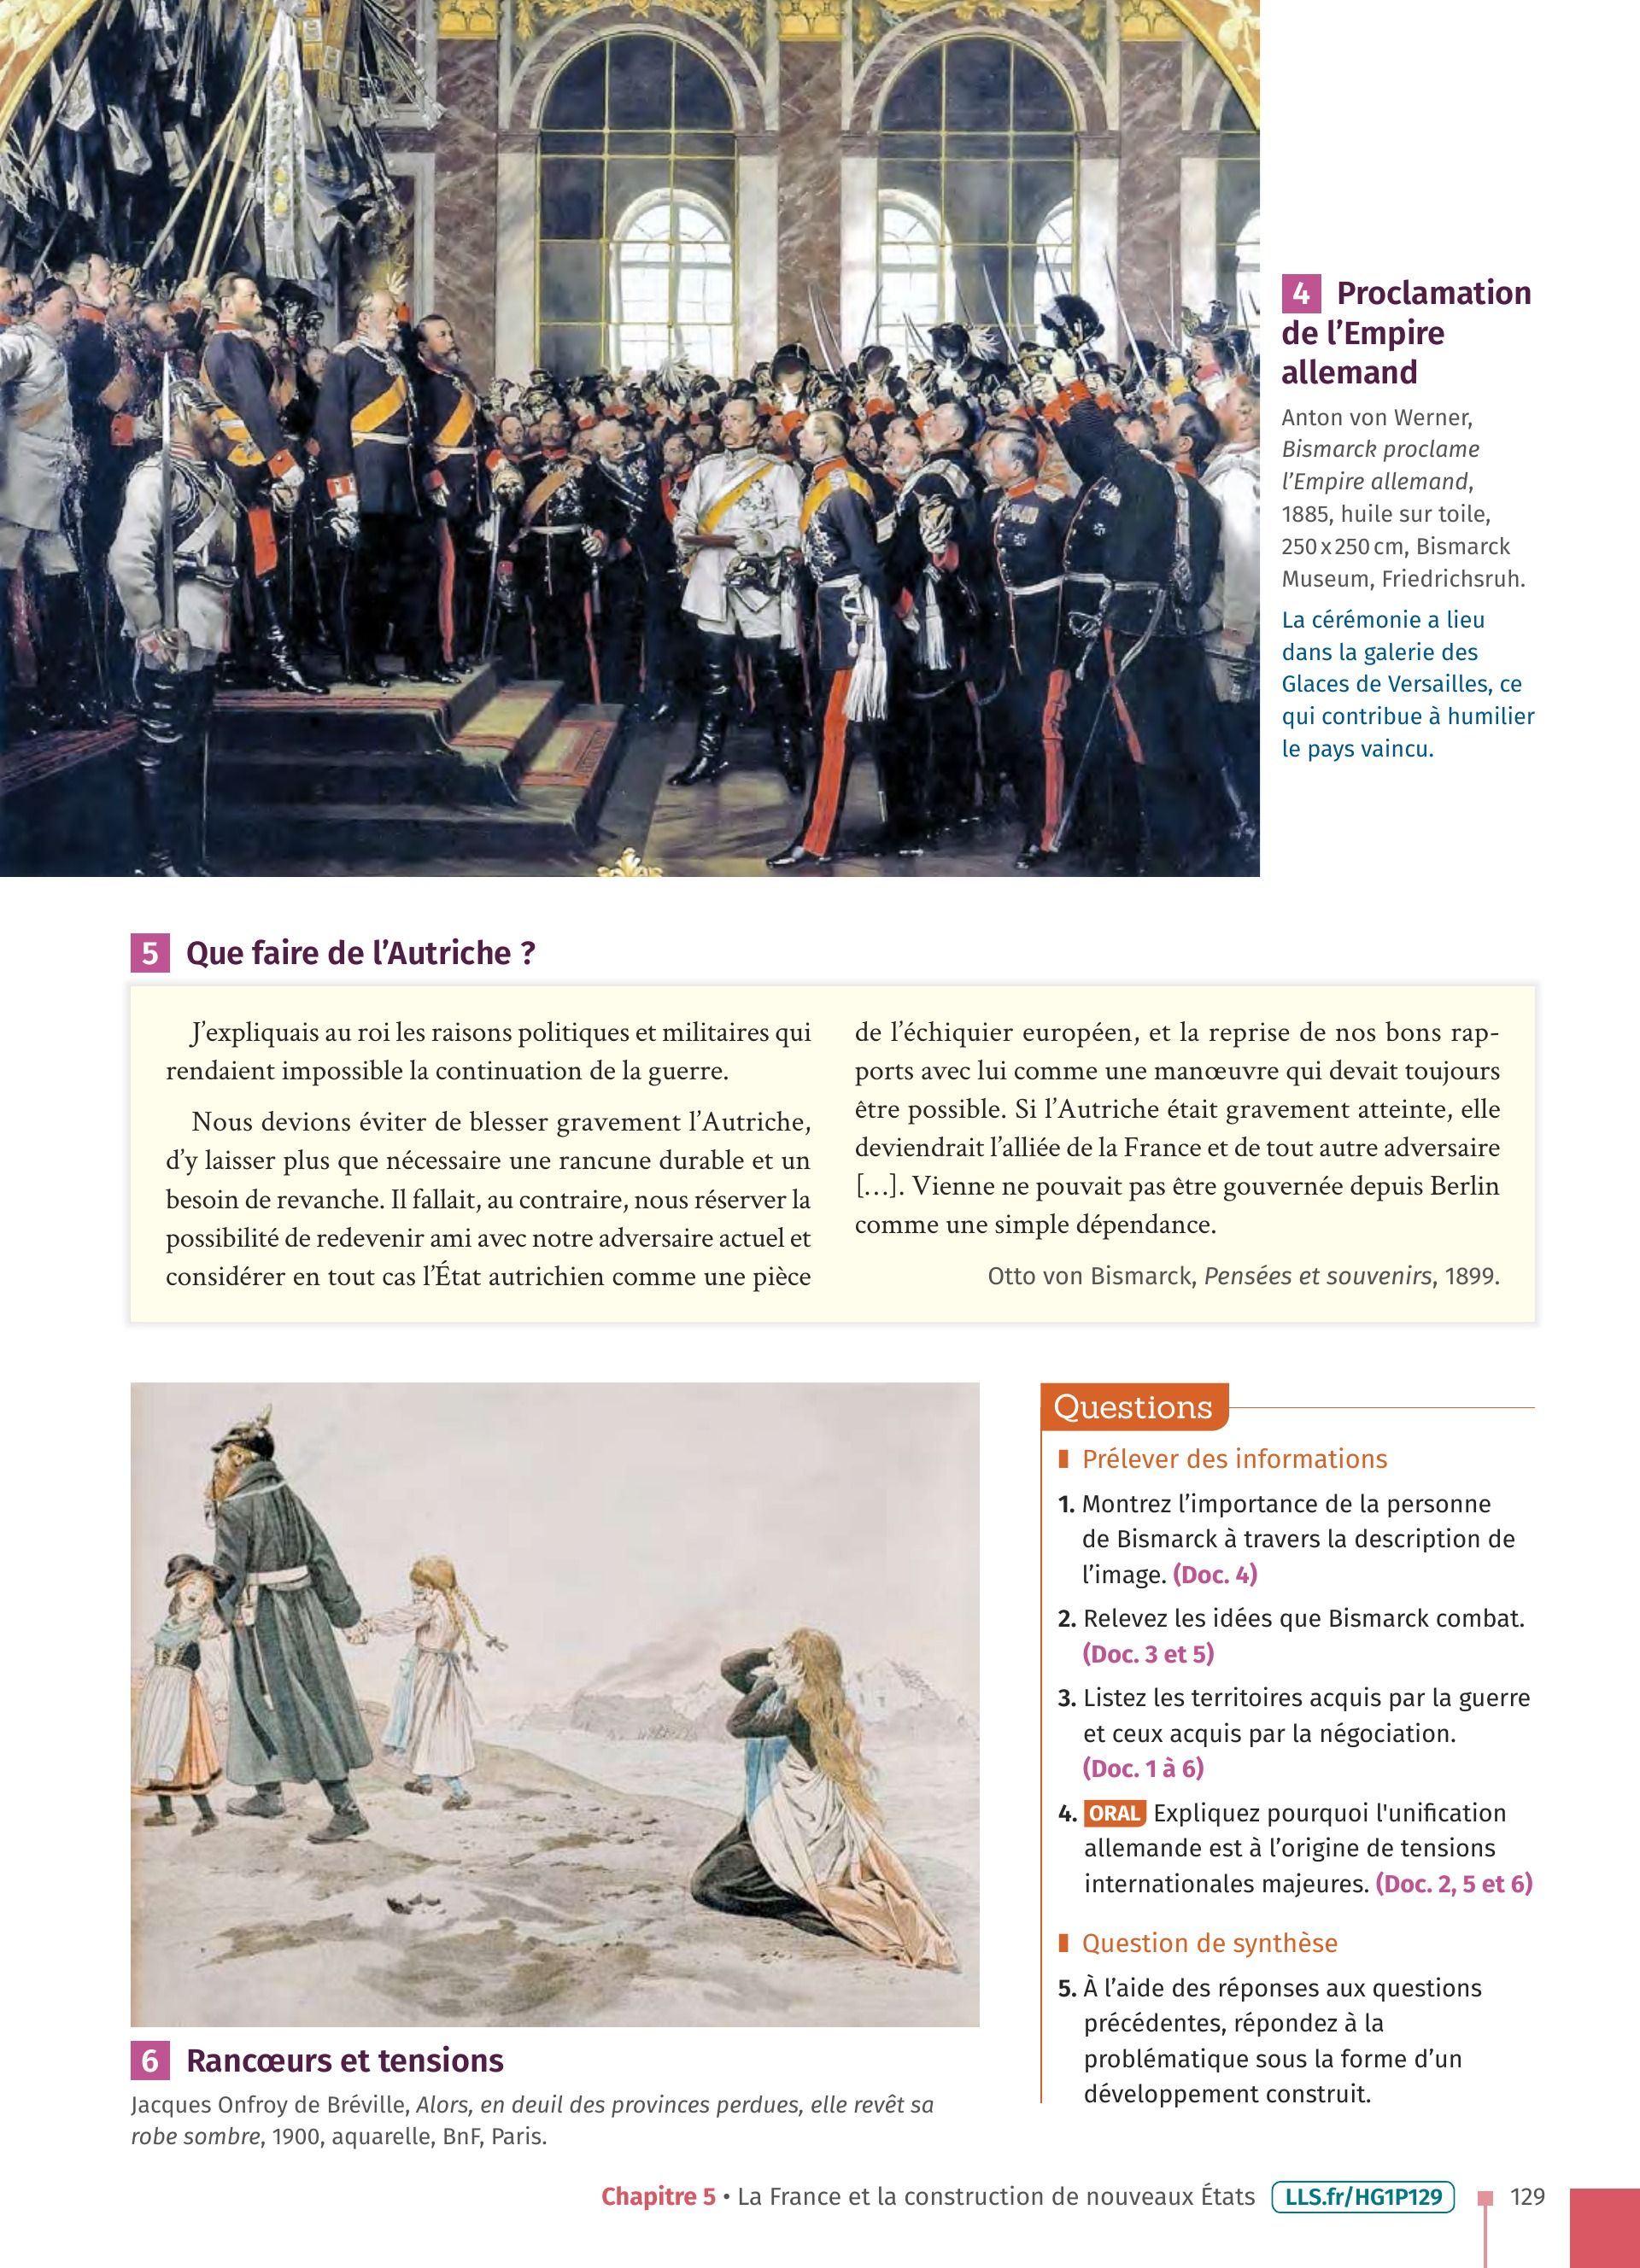 4 Proclamation
de l’Empire
allemand
Anton von Werner,
Bismarck proclame
l’Empire allemand,
1885, huile sur toile,
250 x 250 cm, Bismarck
Museum, Friedrichsruh.
La cérémonie a lieu
dans la galerie des
Glaces de Versailles, ce
qui contribue à humilier
le pays vaincu.
5 Que faire de l’Autriche ?
J’expliquais au roi les raisons politiques et militaires qui
rendaient impossible la continuation de la guerre.
Nous devions éviter de blesser gravement l’Autriche,
d’y laisser plus que nécessaire une rancune durable et un
besoin de revanche. Il fallait, au contraire, nous réserver la
possibilité de redevenir ami avec notre adversaire actuel et
considérer en tout cas l’État autrichien comme une pièce
de l’échiquier européen, et la reprise de nos bons rap-
ports avec lui comme une manœuvre qui devait toujours
être possible. Si l’Autriche était gravement atteinte, elle
deviendrait l’alliée de la France et de tout autre adversaire
[…]. Vienne ne pouvait pas être gouvernée depuis Berlin
comme une simple dépendance.
Otto von Bismarck, Pensées et souvenirs, 1899.
6 Rancœurs et tensions
Jacques Onfroy de Bréville, Alors, en deuil des provinces perdues, elle revêt sa
robe sombre, 1900, aquarelle, BnF, Paris.
Questions
Prélever des informations
1. Montrez l’importance de la personne
de Bismarck à travers la description de
l’image. (Doc. 4)
2. Relevez les idées que Bismarck combat.
(Doc. 3 et 5)
3. Listez les territoires acquis par la guerre
et ceux acquis par la négociation.
(Doc. 1 à 6)
4. ORAL Expliquez pourquoi l'unification
allemande est à l’origine de tensions
internationales majeures. (Doc. 2, 5 et 6)
Question de synthèse
5. À l’aide des réponses aux questions
précédentes, répondez à la
problématique sous la forme d’un
développement construit.
Chapitre 5 • La France et la construction de nouveaux États LLS.fr/HG1P129 129